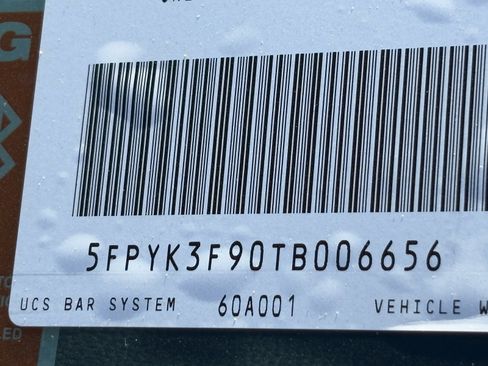 G
5FPYK3F90TB006656
UCS BAR SYSTEM 60A001 VEHICLE W